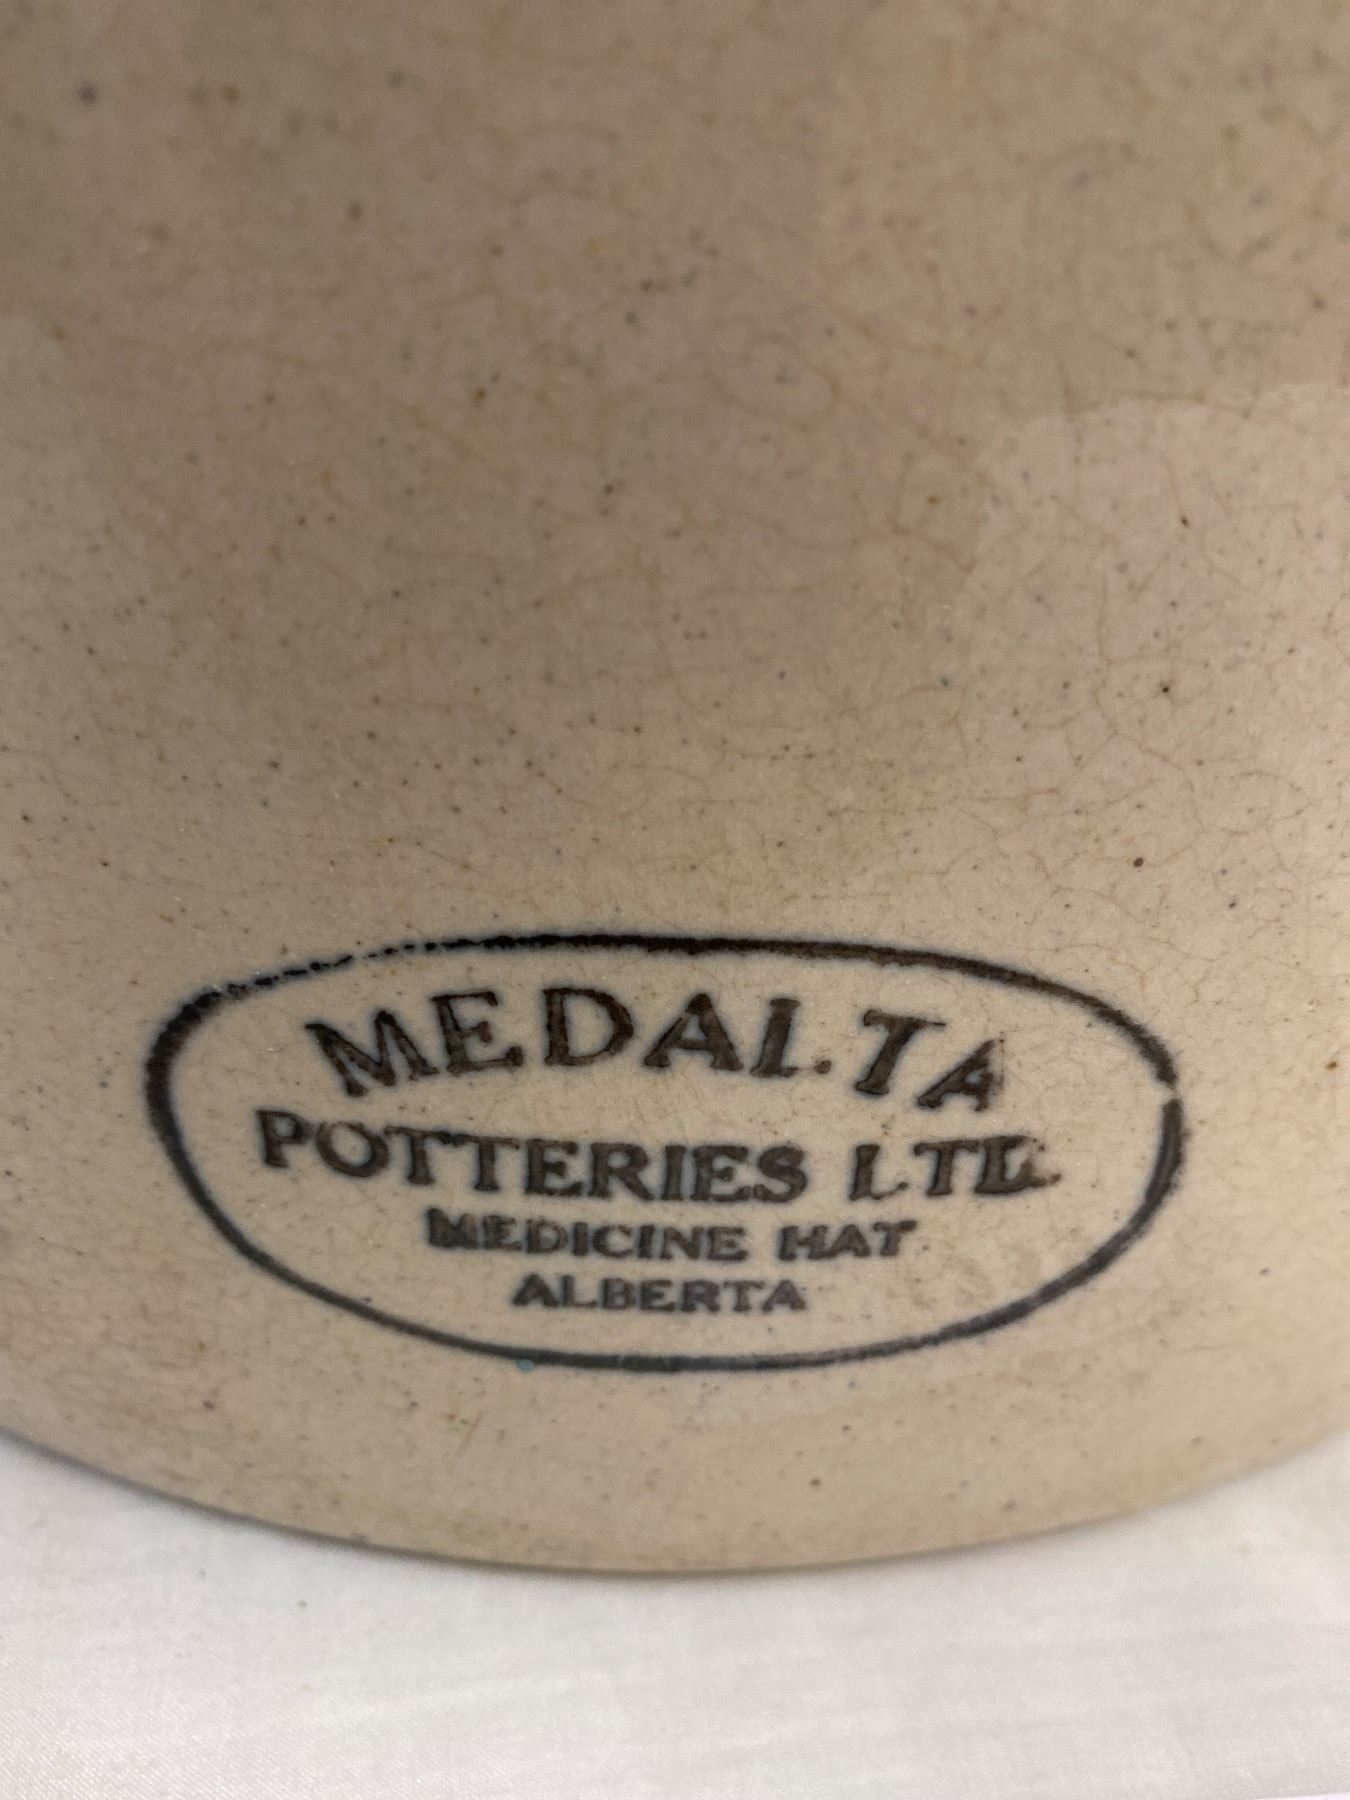 MEDALTA
POTTERIES LTD.
MEDICINE HAT
ALBERTA